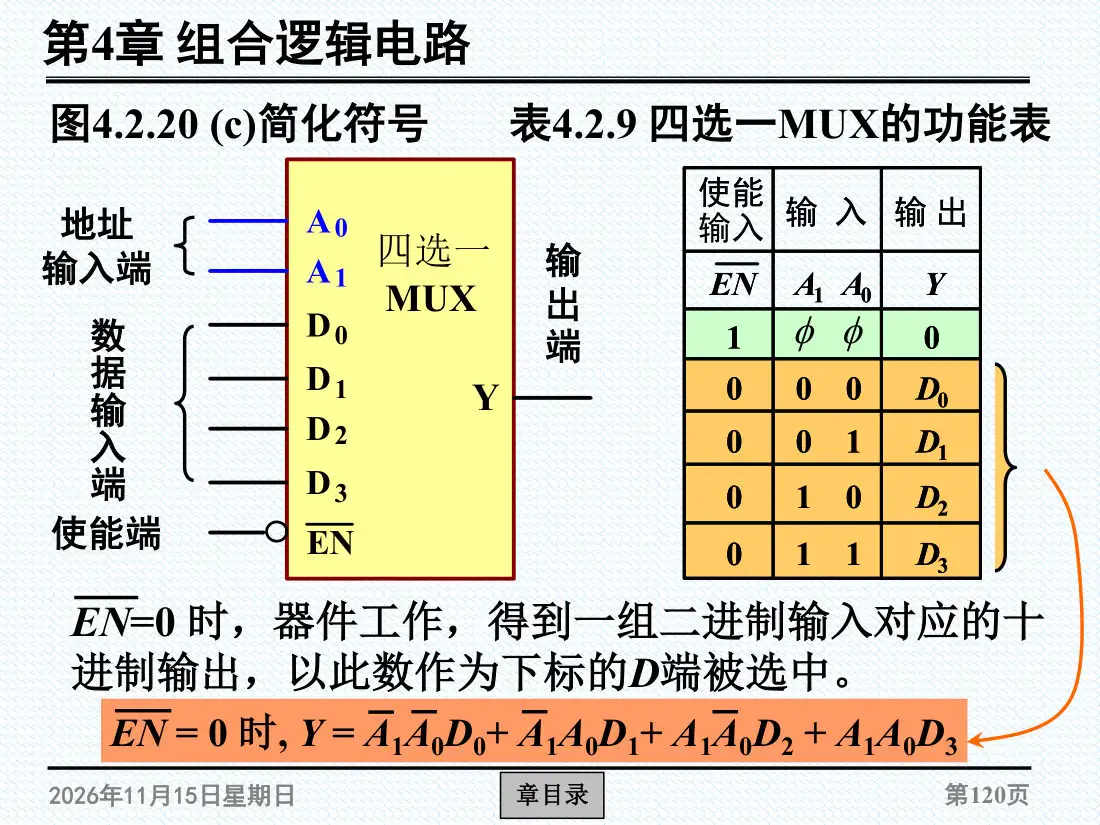 第4章 组合逻辑电路
图4.2.20 (c)简化符号
表4.2.9 四选一MUX的功能表
地址
输入端
数
据
输
入
端
使能端
A0
A1
D0
D1
D2
D3
E̅N̅
四选一
MUX
Y
输
出
端
使能 输入 输 入 输 出
E̅N̅ A1 A0 Y
1 ϕ ϕ 0
0 0 0 D0
0 0 1 D1
0 1 0 D2
0 1 1 D3
E̅N̅=0 时，器件工作，得到一组二进制输入对应的十
进制输出，以此数作为下标的D端被选中。
E̅N̅ = 0 时, Y = A̅1A̅0D0+ A̅1A0D1+ A1A̅0D2 + A1A0D3
2026年11月15日星期日
章目录
第120页